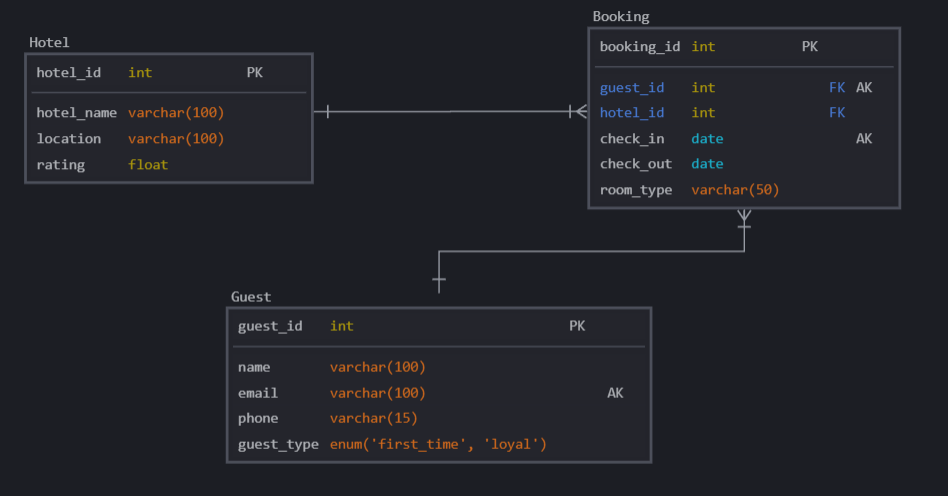 Hotel
hotel_id int PK
hotel_name varchar(100)
location varchar(100)
rating float
Booking
booking_id int PK
guest_id int FK AK
hotel_id int FK
check_in date AK
check_out date
room_type varchar(50)
Guest
guest_id int PK
name varchar(100)
email varchar(100) AK
phone varchar(15)
guest_type enum('first_time', 'loyal')